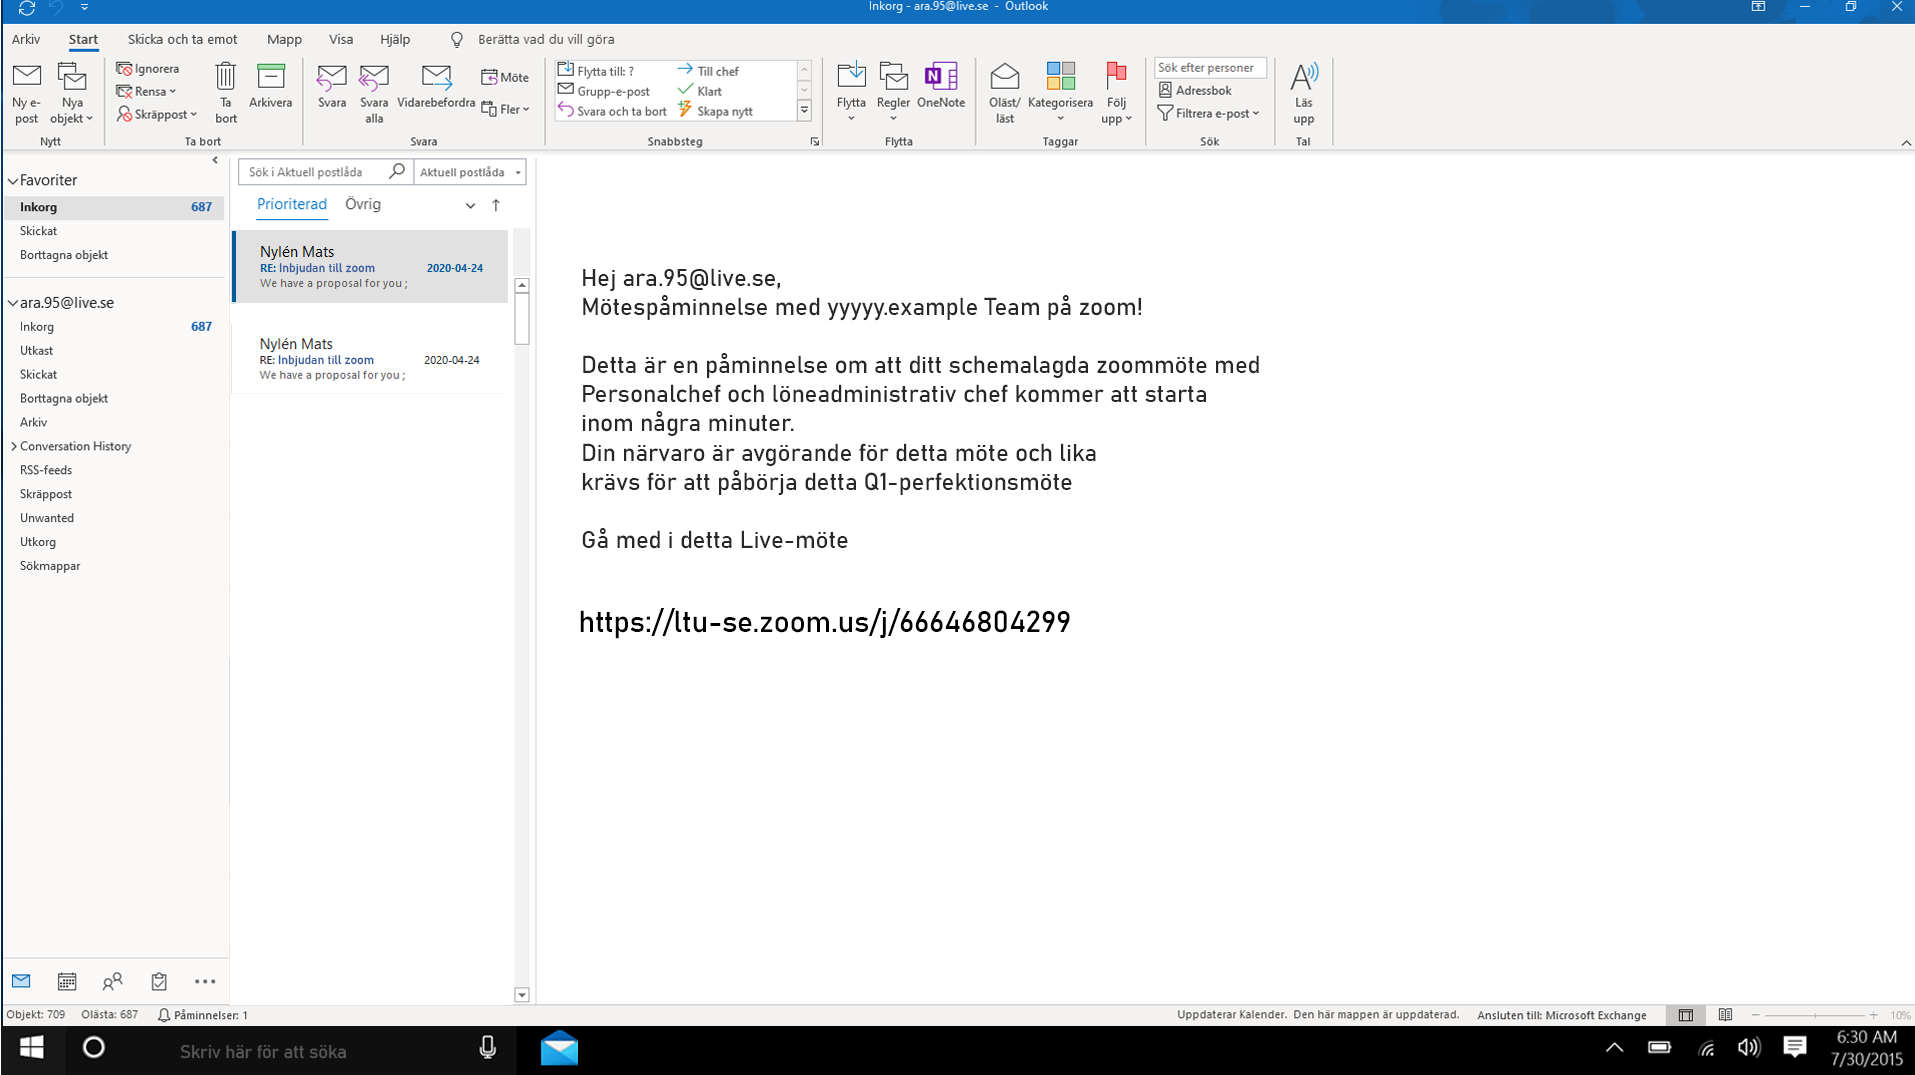 Inkorg - ara.95@live.se - Outlook
Arkiv Start Skicka och ta emot Mapp Visa Hjälp Berätta vad du vill göra
Ny e-post
Nya objekt
Nytt
Ignorera
Rensa
Skräppost
Ta bort
Arkivera
Ta bort
Svara
Svara alla
Vidarebefordra
Möte
Fler
Svara
Flytta till: ?
Grupp-e-post
Svara och ta bort
Till chef
Klart
Skapa nytt
Snabbsteg
Flytta
Regler
OneNote
N
Flytta
Oläst/läst
Kategorisera
Följ upp
Taggar
Sök efter personer
Adressbok
Filtrera e-post
Sök
Läs upp
Tal
Favoriter
Inkorg 687
Skickat
Borttagna objekt
ara.95@live.se
Inkorg 687
Utkast
Skickat
Borttagna objekt
Arkiv
Conversation History
RSS-feeds
Skräppost
Unwanted
Utkorg
Sökmappar
Sök i Aktuell postlåda Aktuell postlåda
Prioriterad Övrig
Nylén Mats
RE: Inbjudan till zoom 2020-04-24
We have a proposal for you ;
Nylén Mats
RE: Inbjudan till zoom 2020-04-24
We have a proposal for you ;
Hej ara.95@live.se,
Mötespåminnelse med yyyyy.example Team på zoom!
Detta är en påminnelse om att ditt schemalagda zoommöte med
Personalchef och löneadministrativ chef kommer att starta
inom några minuter.
Din närvaro är avgörande för detta möte och lika
krävs för att påbörja detta Q1-perfektionsmöte
Gå med i detta Live-möte
https://ltu-se.zoom.us/j/66646804299
Objekt: 709 Olästa: 687 Påminnelser: 1
Uppdaterar Kalender. Den här mappen är uppdaterad. Ansluten till: Microsoft Exchange 10%
Skriv här för att söka
6:30 AM
7/30/2015